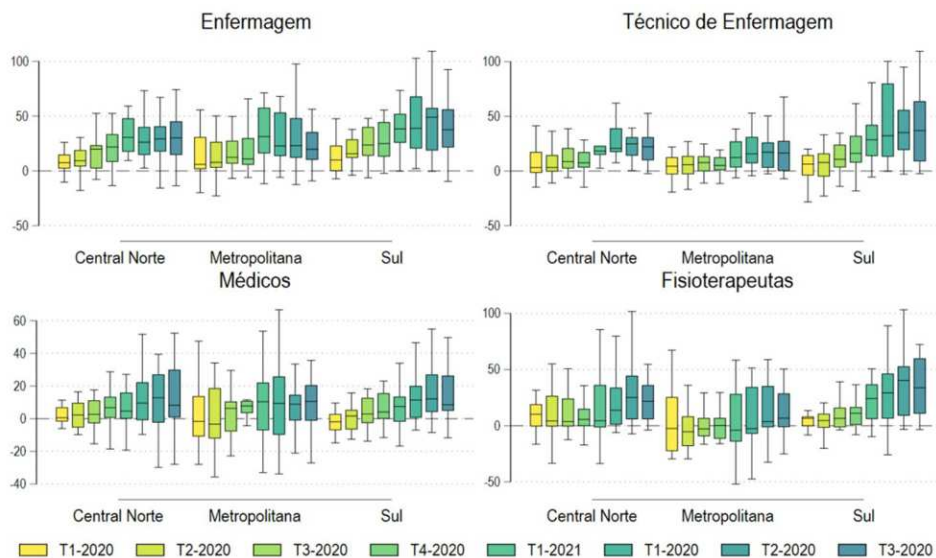 Enfermagem
Técnico de Enfermagem
100
50
0
-50
Central Norte
Metropolitana
Sul
100
50
0
-50
Central Norte
Metropolitana
Sul
Médicos
Fisioterapeutas
60
40
20
0
-20
-40
Central Norte
Metropolitana
Sul
100
50
0
-50
Central Norte
Metropolitana
Sul
T1-2020 T2-2020 T3-2020 T4-2020 T1-2021 T1-2020 T2-2020 T3-2020